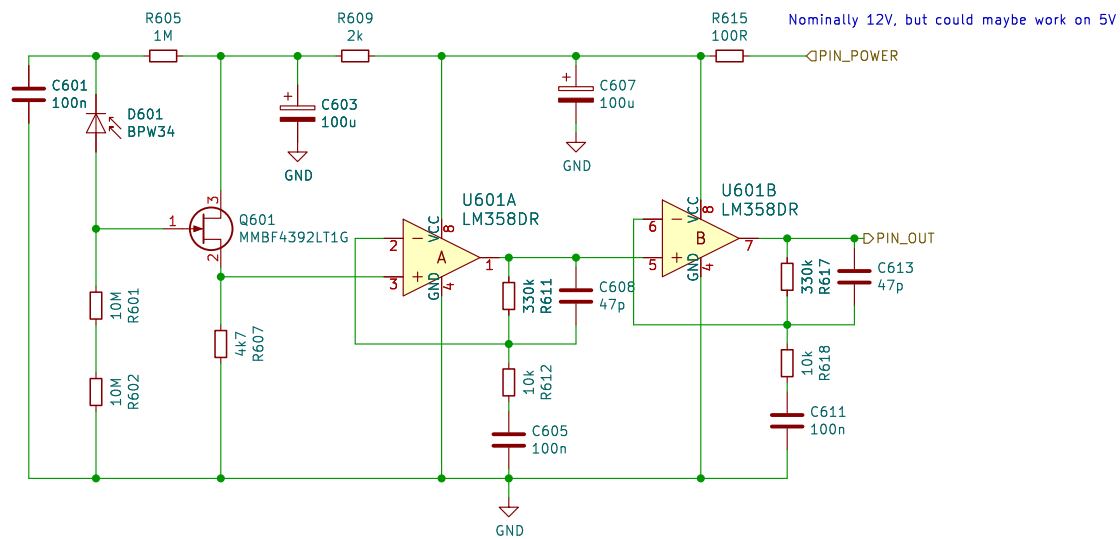 R605
1M
R609
2k
R615
100R
Nominally 12V, but could maybe work on 5V
PIN_POWER
C601
100n
D601
BPW34
C603
100u
GND
C607
100u
GND
1
3
2
Q601
MMBF4392LT1G
U601A
LM358DR
VCC
8
2
3
A
1
GND
4
U601B
LM358DR
VCC
8
6
5
B
7
GND
4
PIN_OUT
10M
R601
10M
R602
4k7
R607
330k
R611
C608
47p
10k
R612
C605
100n
GND
330k
R617
C613
47p
10k
R618
C611
100n